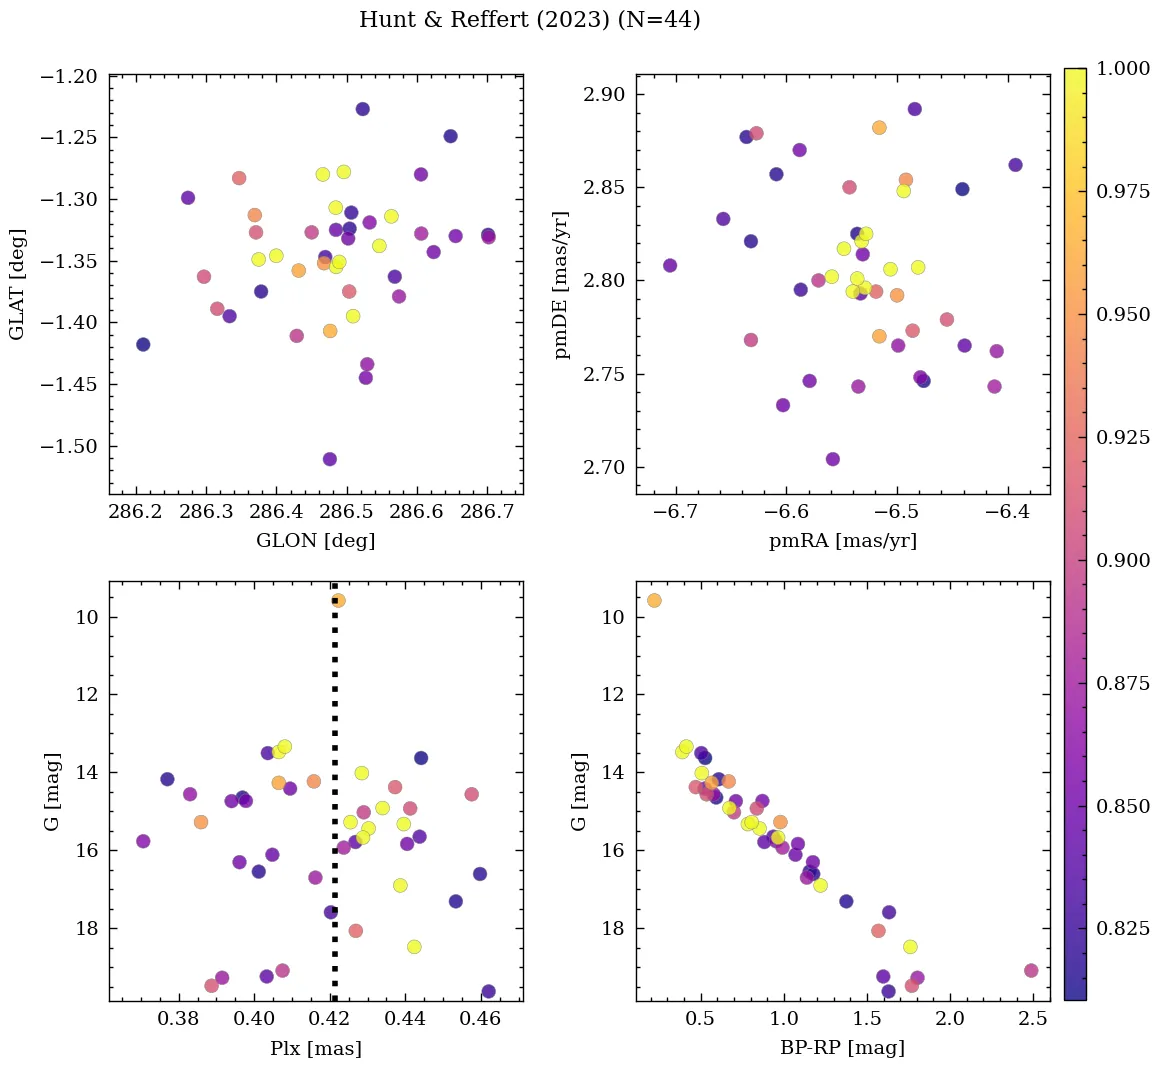 Hunt & Reffert (2023) (N=44)
−1.20
−1.25
−1.30
−1.35
−1.40
−1.45
−1.50
GLAT [deg]
286.2 286.3 286.4 286.5 286.6 286.7
GLON [deg]
2.90
2.85
2.80
2.75
2.70
pmDE [mas/yr]
−6.7 −6.6 −6.5 −6.4
pmRA [mas/yr]
10
12
14
16
18
G [mag]
0.38 0.40 0.42 0.44 0.46
Plx [mas]
10
12
14
16
18
G [mag]
0.5 1.0 1.5 2.0 2.5
BP-RP [mag]
1.000
0.975
0.950
0.925
0.900
0.875
0.850
0.825